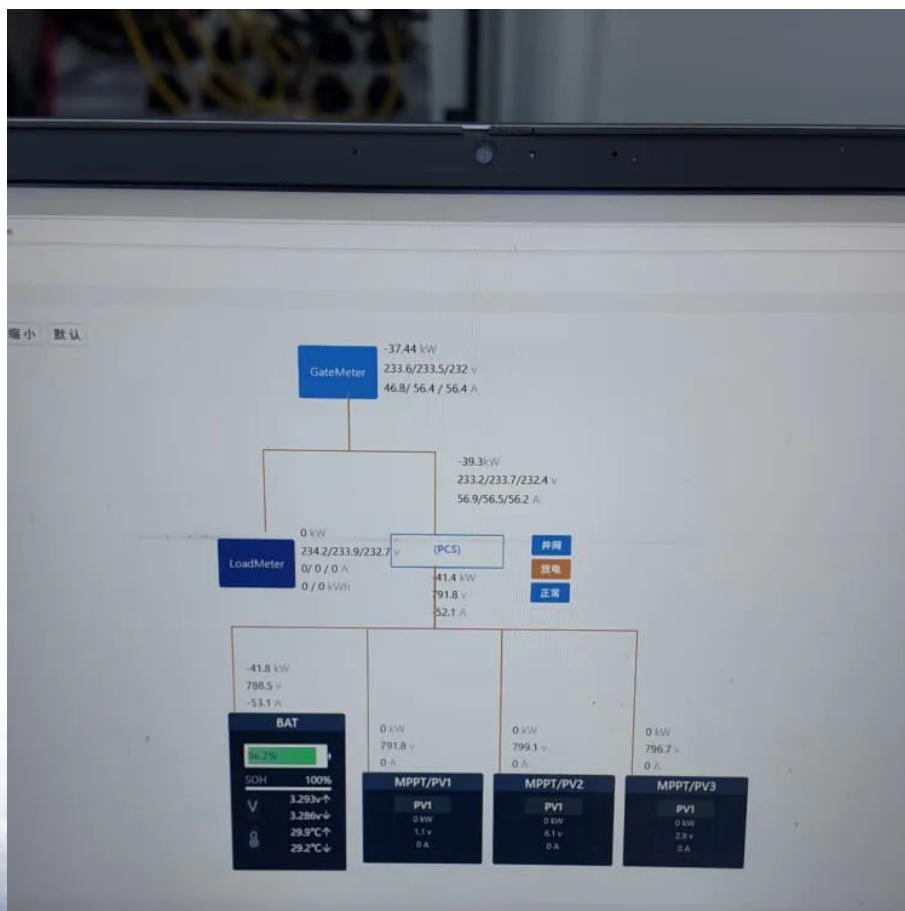 缩小 默认
GateMeter
-37.44 kW
233.6/233.5/232 v
46.8/ 56.4 / 56.4 A
-39.3kW
233.2/233.7/232.4 v
56.9/56.5/56.2 A
LoadMeter
0 kW
234.2/233.9/232.7 v
0/ 0 / 0 A
0 / 0 kWh
(PCS)
并网
放电
正常
-41.4 kW
791.8 v
-52.1 A
-41.8 kW
788.5 v
-53.1 A
BAT
86.2%
SOH 100%
V
3.293v↑
3.286v↓
29.9℃↑
29.2℃↓
0 kW
791.8 v
0 A
MPPT/PV1
PV1
0 kW
1.1 v
0 A
0 kW
799.1 v
0 A
MPPT/PV2
PV1
0 kW
6.1 v
0 A
0 kW
796.7 v
0 A
MPPT/PV3
PV1
0 kW
2.9 v
0 A